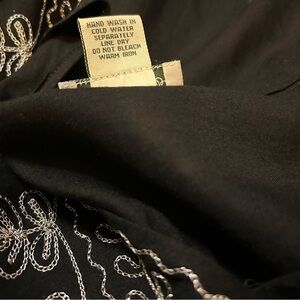 HAND WASH IN
COLD WATER
SEPARATELY
LINE DRY
DO NOT BLEACH
WARM IRON